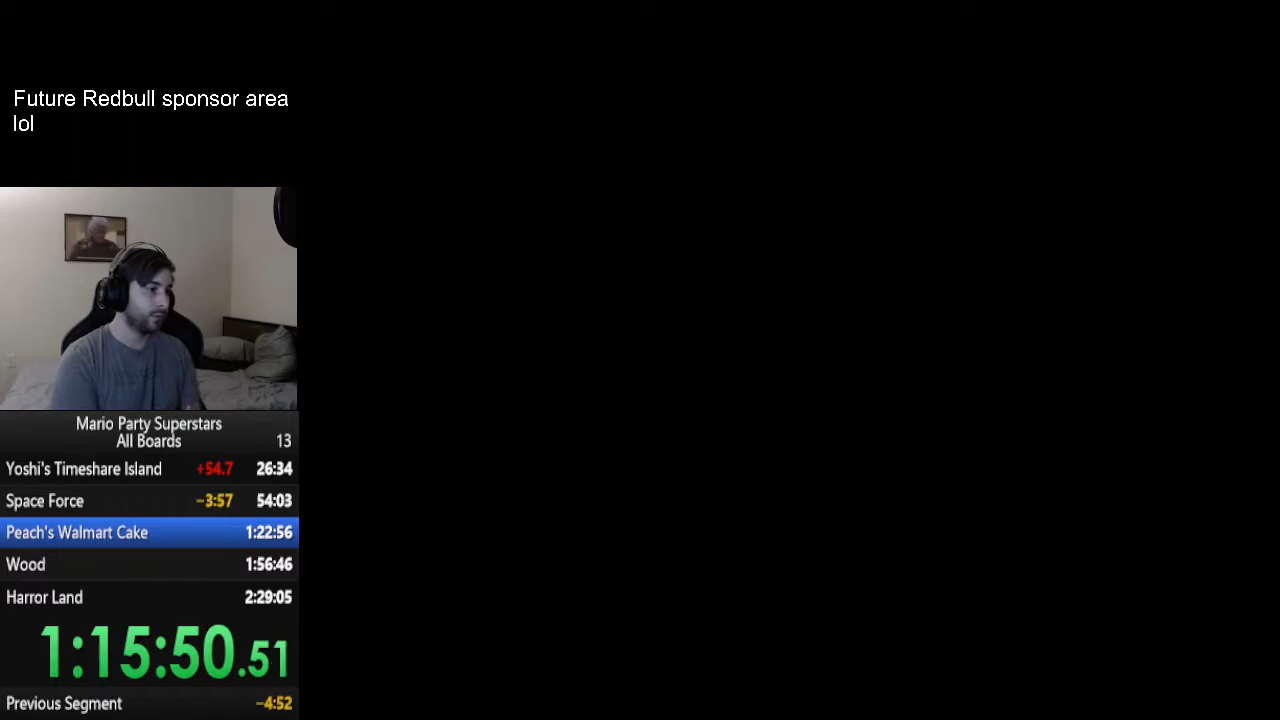 Future Redbull sponsor area
lol
Mario Party Superstars
All Boards 13
Yoshi's Timeshare Island +54.7 26:34
Space Force −3:57 54:03
Peach's Walmart Cake 1:22:56
Wood 1:56:46
Harror Land 2:29:05
1:15:50.51
Previous Segment −4:52